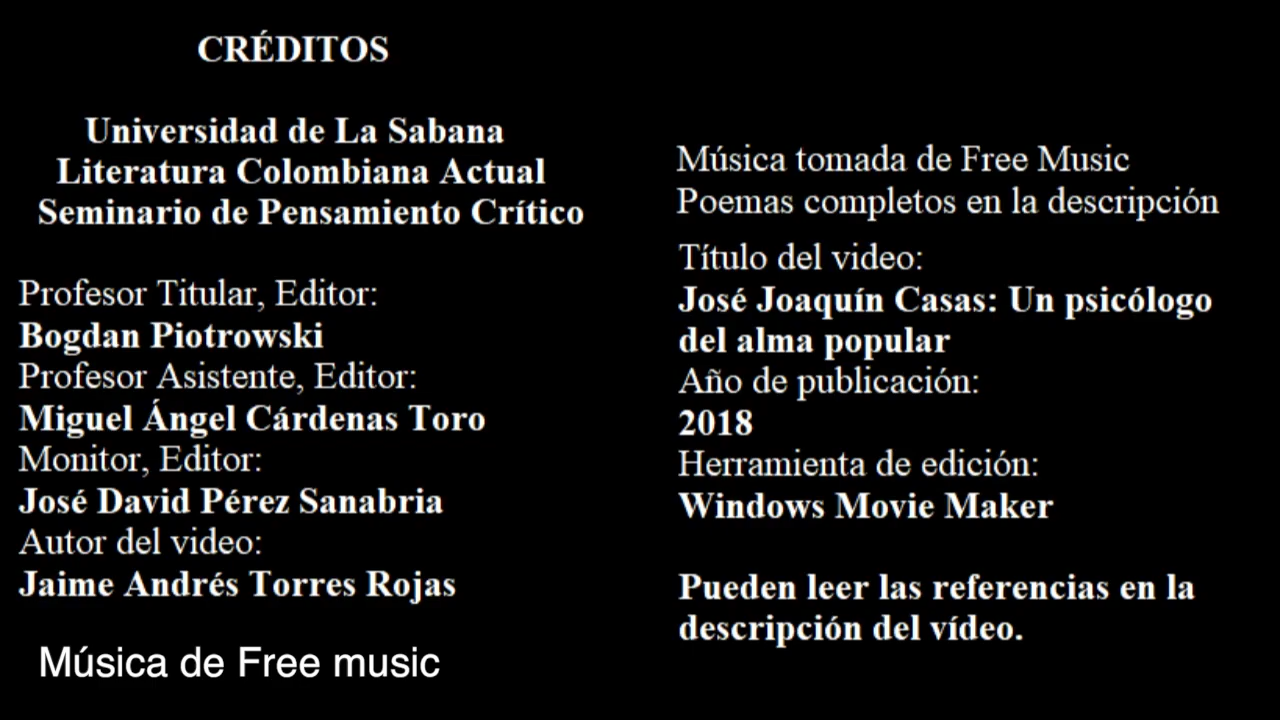 CRÉDITOS
Universidad de La Sabana
Literatura Colombiana Actual
Seminario de Pensamiento Crítico
Profesor Titular, Editor:
Bogdan Piotrowski
Profesor Asistente, Editor:
Miguel Ángel Cárdenas Toro
Monitor, Editor:
José David Pérez Sanabria
Autor del video:
Jaime Andrés Torres Rojas
Música de Free music
Música tomada de Free Music
Poemas completos en la descripción
Título del video:
José Joaquín Casas: Un psicólogo
del alma popular
Año de publicación:
2018
Herramienta de edición:
Windows Movie Maker
Pueden leer las referencias en la
descripción del vídeo.